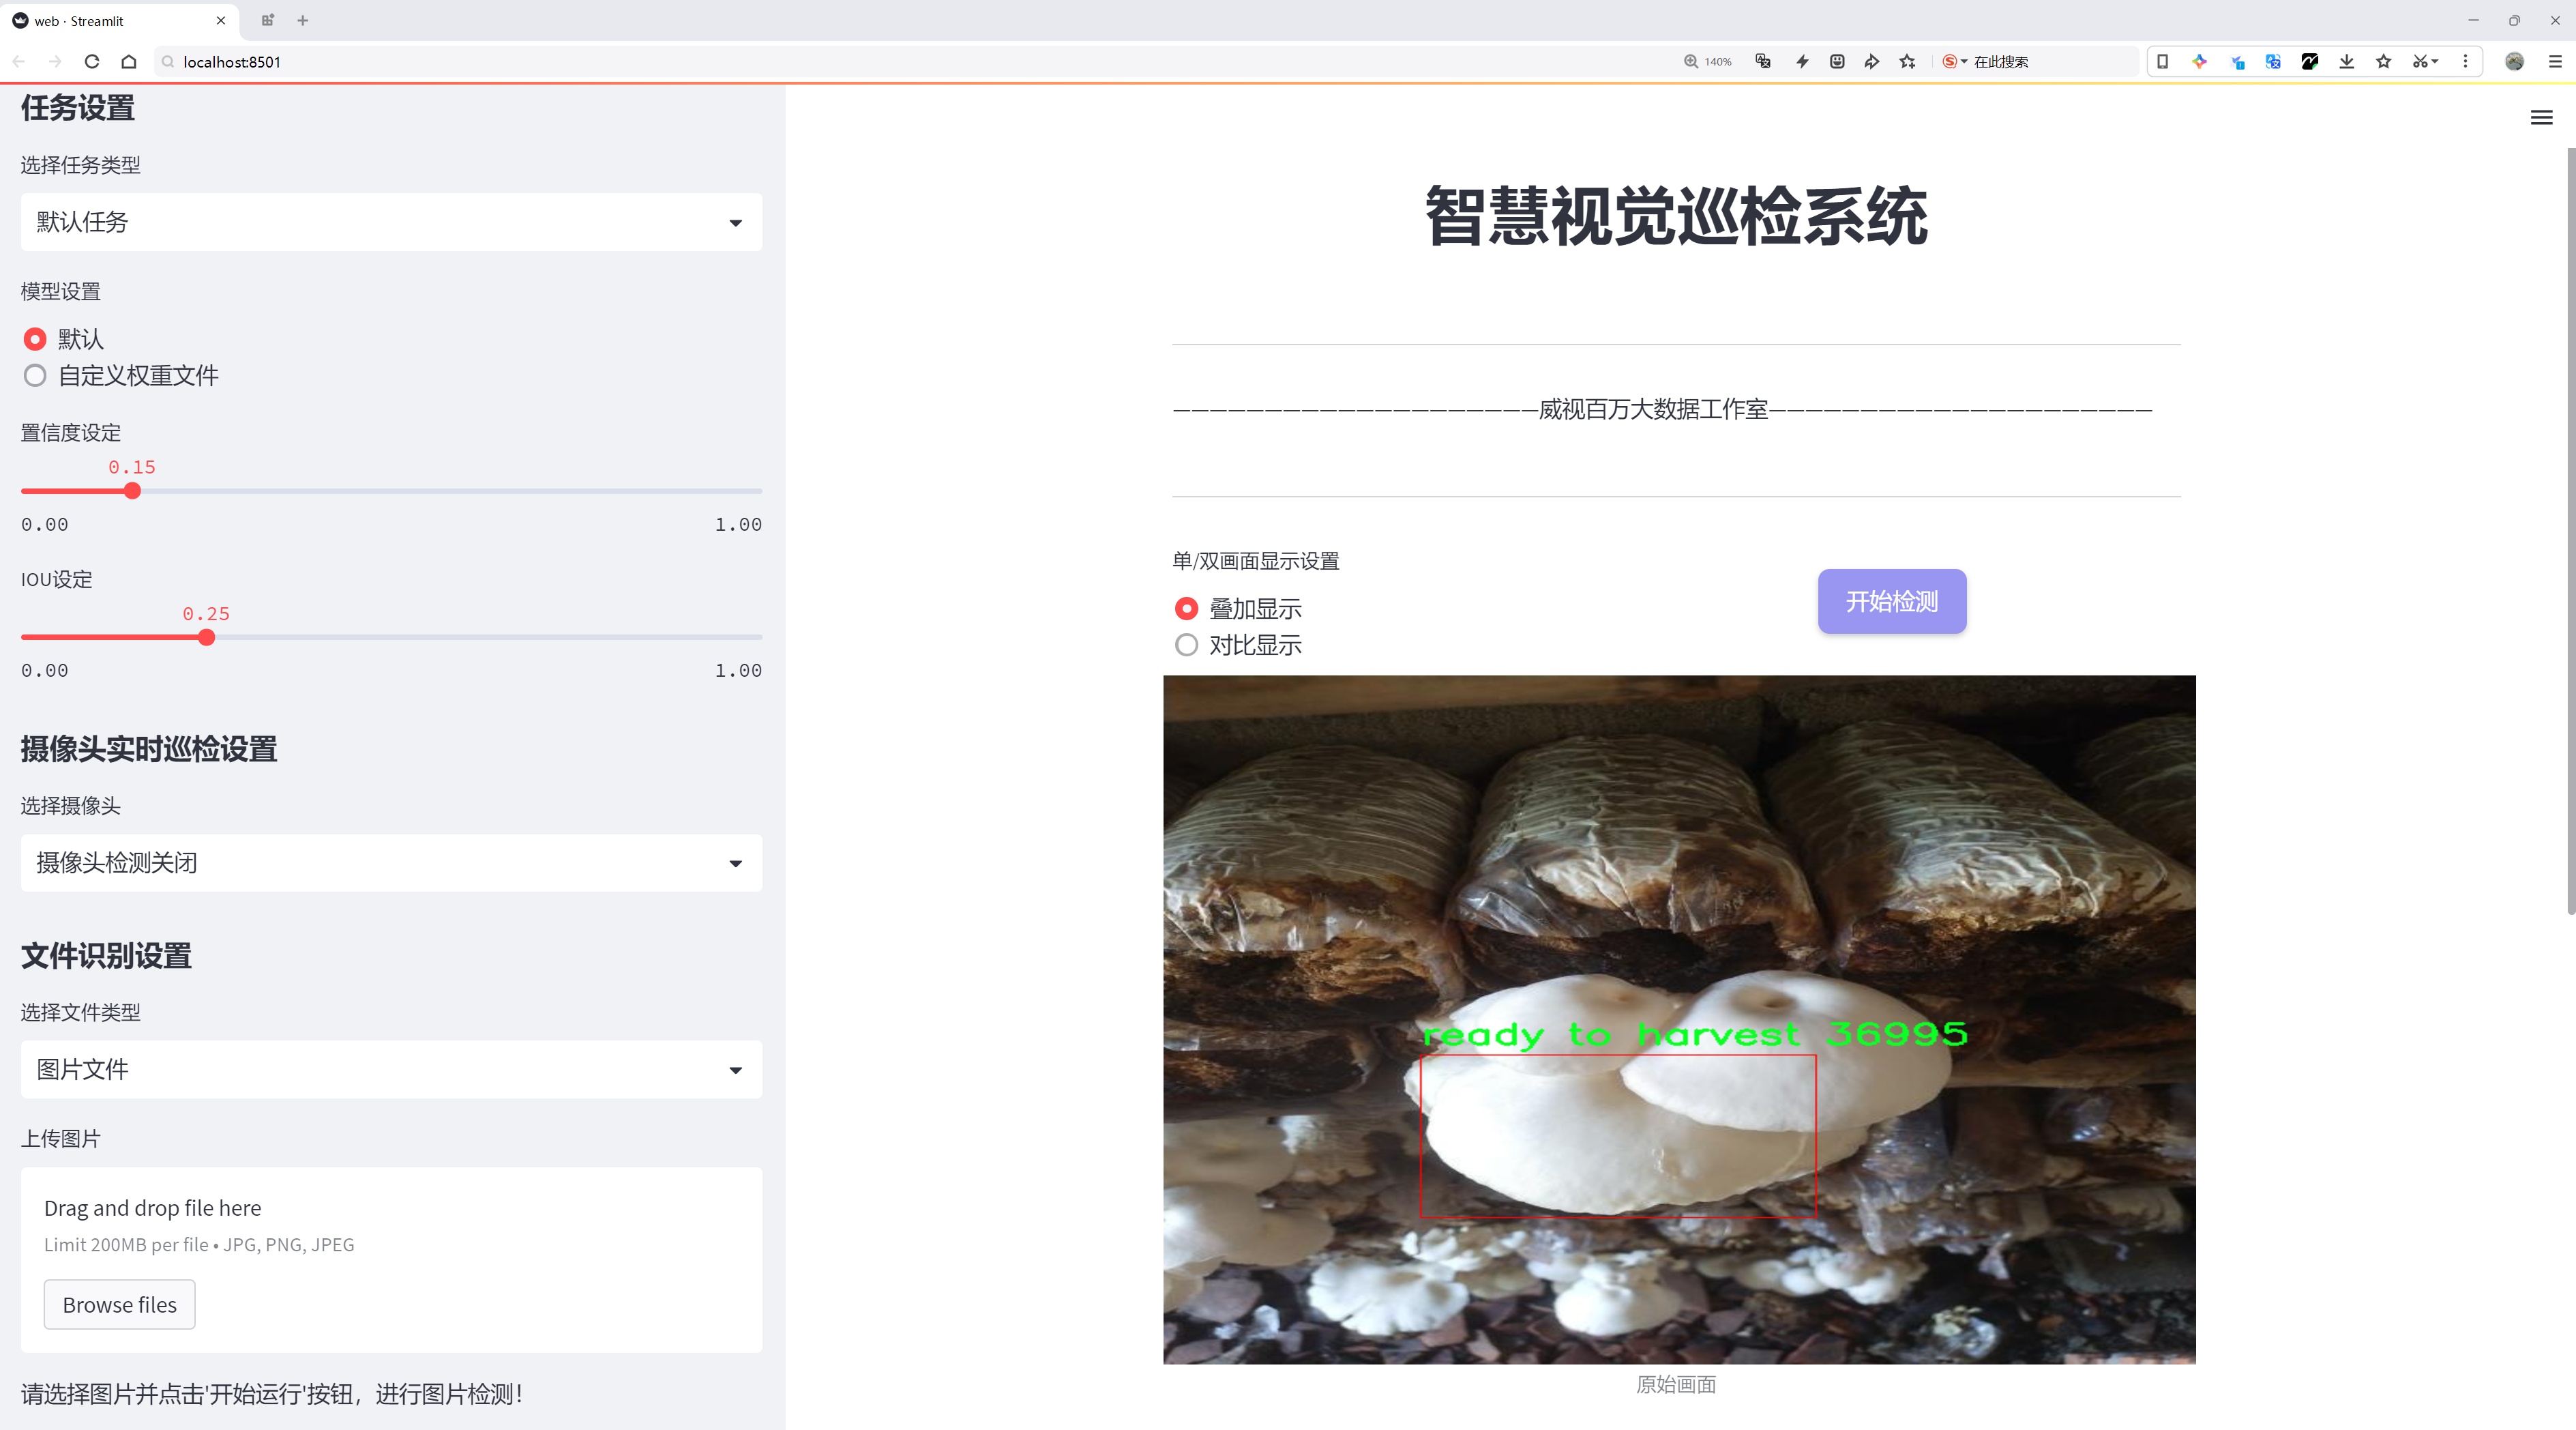 web · Streamlit
localhost:8501
140%
在此搜索
任务设置
选择任务类型
默认任务
模型设置
默认
自定义权重文件
置信度设定
0.15
0.00
1.00
IOU设定
0.25
0.00
1.00
摄像头实时巡检设置
选择摄像头
摄像头检测关闭
文件识别设置
选择文件类型
图片文件
上传图片
Drag and drop file here
Limit 200MB per file • JPG, PNG, JPEG
Browse files
请选择图片并点击'开始运行'按钮，进行图片检测！
智慧视觉巡检系统
————————————————————威视百万大数据工作室—————————————————————
单/双画面显示设置
叠加显示
对比显示
开始检测
ready to harvest 36995
原始画面